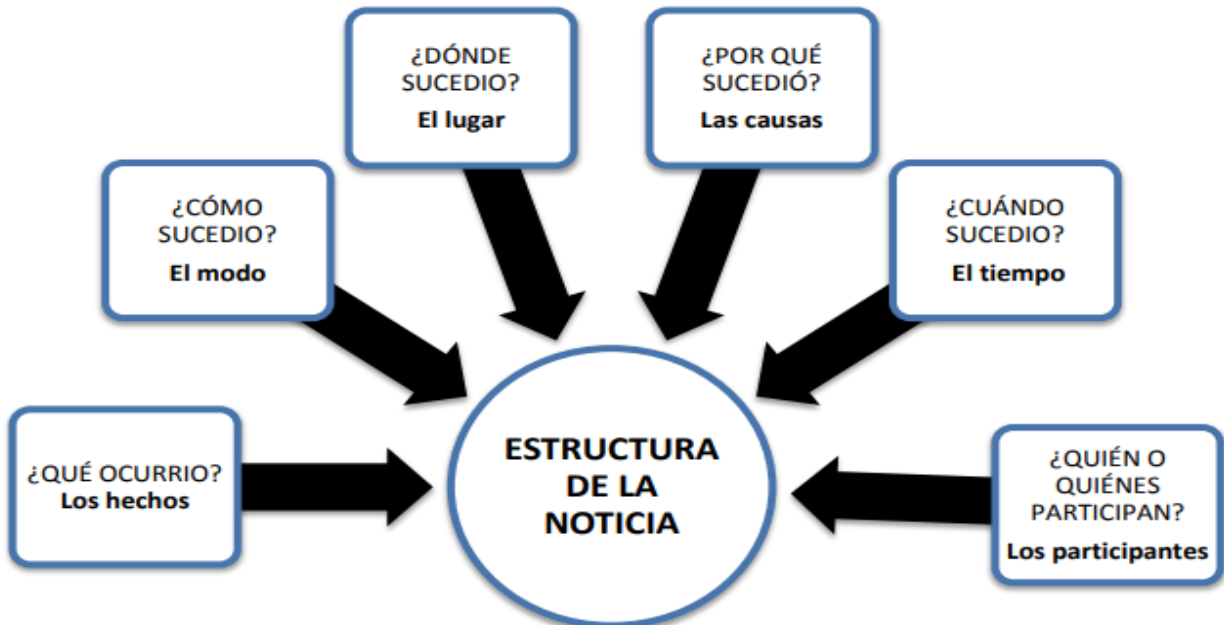 ¿QUÉ OCURRIO?
Los hechos
¿CÓMO
SUCEDIO?
El modo
¿DÓNDE
SUCEDIO?
El lugar
¿POR QUÉ
SUCEDIÓ?
Las causas
¿CUÁNDO
SUCEDIO?
El tiempo
¿QUIÉN O
QUIÉNES
PARTICIPAN?
Los participantes
ESTRUCTURA
DE LA
NOTICIA